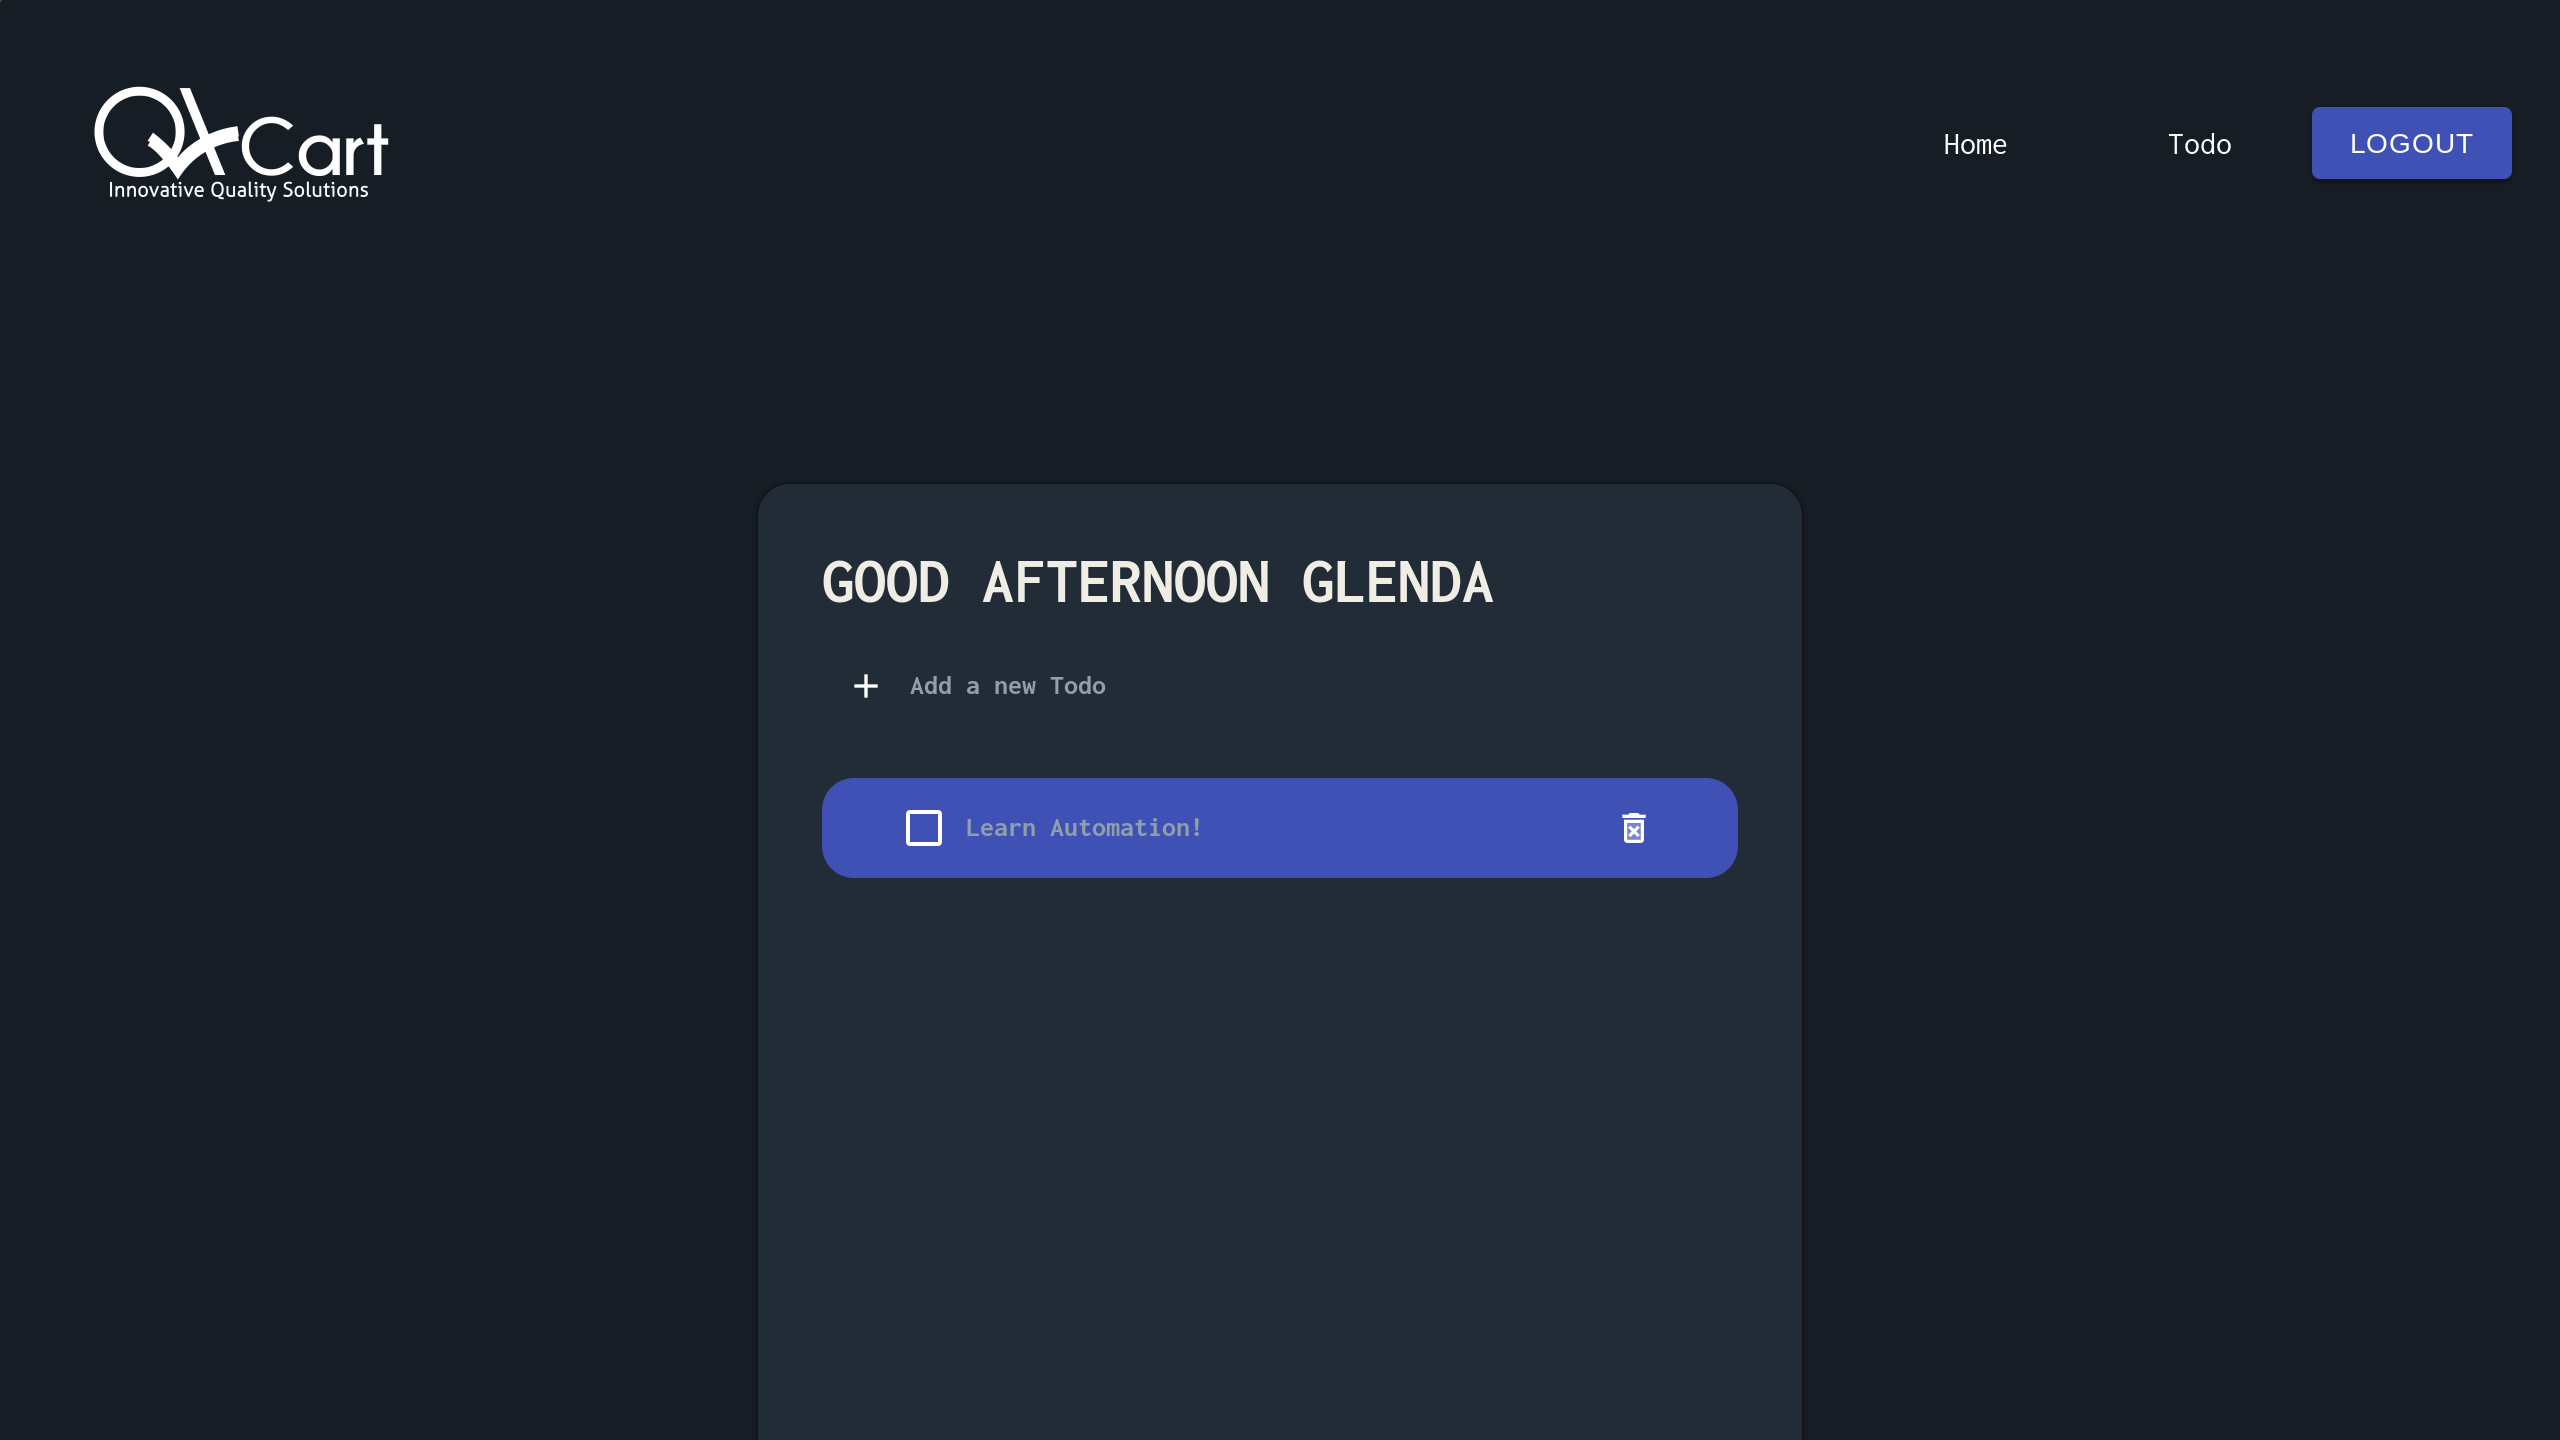 QACart
Innovative Quality Solutions
Home
Todo
LOGOUT
GOOD AFTERNOON GLENDA
Add a new Todo
Learn Automation!